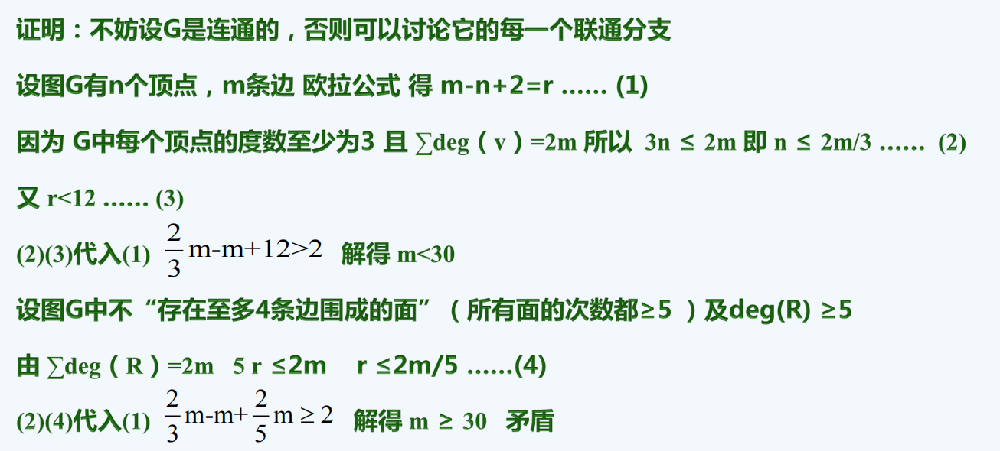 证明：不妨设G是连通的，否则可以讨论它的每一个联通分支
设图G有n个顶点，m条边 欧拉公式 得 m-n+2=r ...... (1)
因为 G中每个顶点的度数至少为3 且 ∑deg（v）=2m 所以 3n ≤ 2m 即 n ≤ 2m/3 ...... (2)
又 r<12 ...... (3)
(2)(3)代入(1) 2/3 m-m+12>2 解得 m<30
设图G中不“存在至多4条边围成的面”（所有面的次数都≥5 ）及deg(R) ≥5
由 ∑deg（R）=2m 5 r ≤2m r ≤2m/5 ......(4)
(2)(4)代入(1) 2/3 m-m+ 2/5 m ≥ 2 解得 m ≥ 30 矛盾